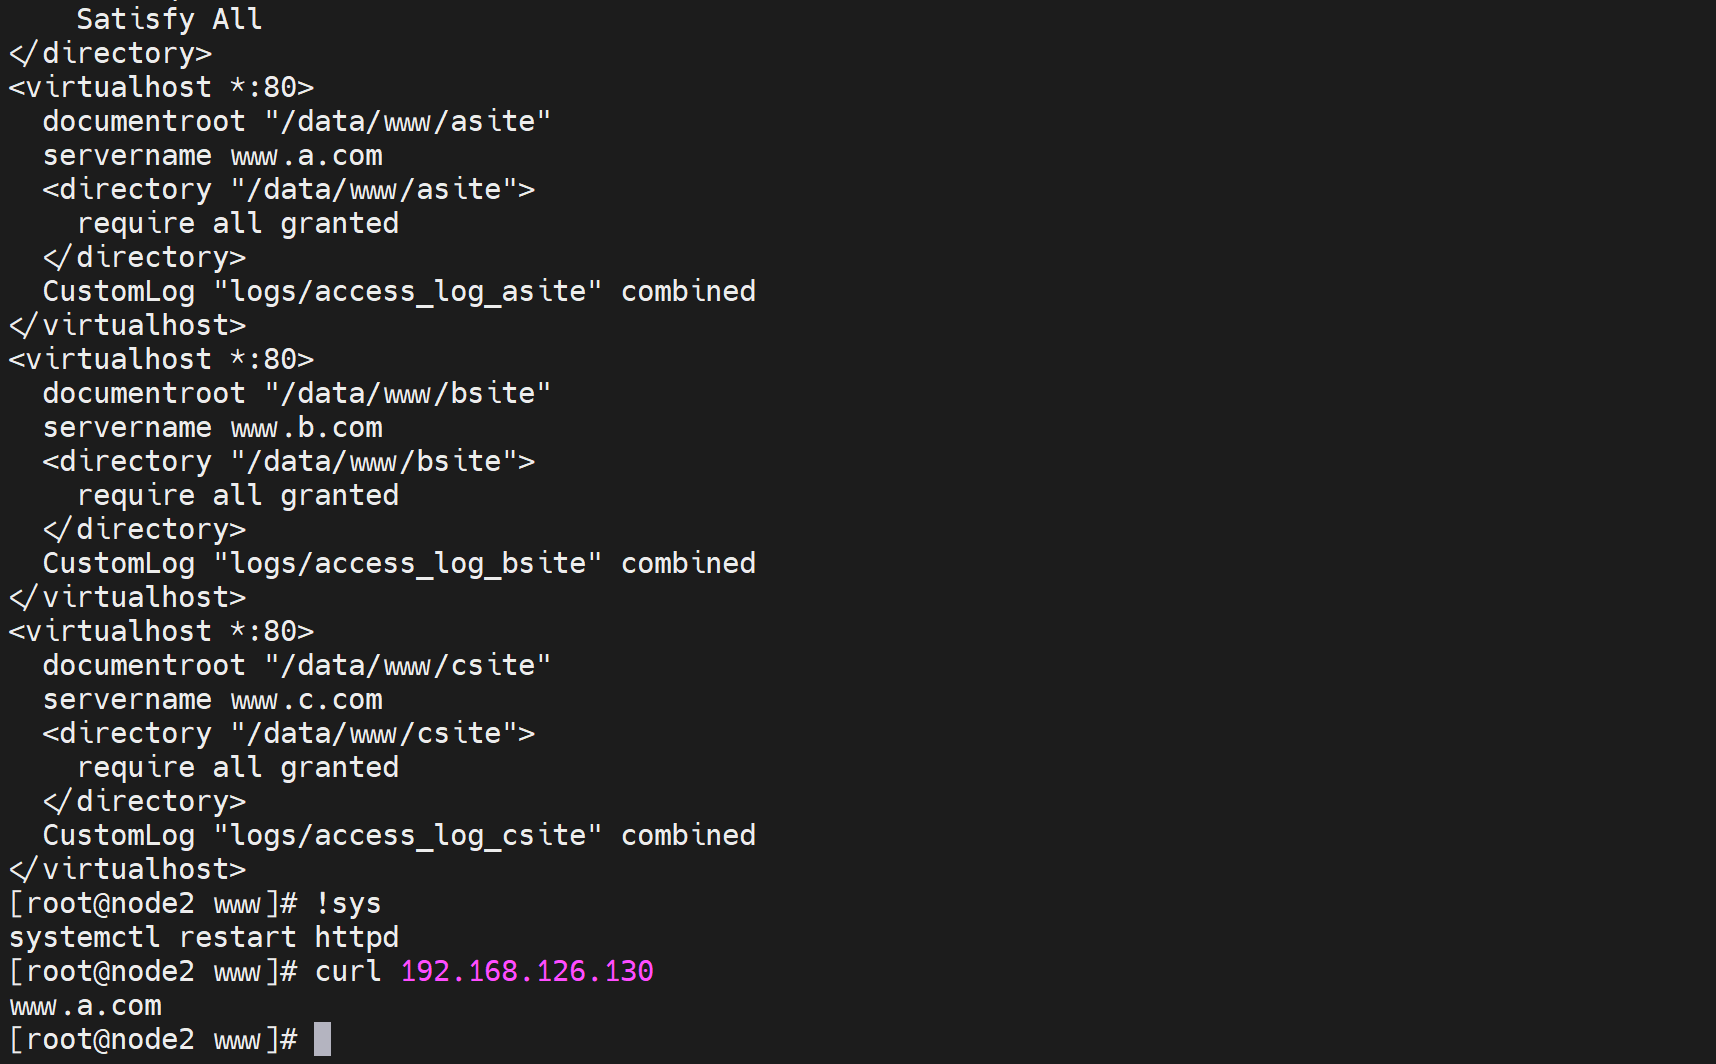 Satisfy All
</directory>
<virtualhost *:80>
  documentroot "/data/www/asite"
  servername www.a.com
  <directory "/data/www/asite">
    require all granted
  </directory>
  CustomLog "logs/access_log_asite" combined
</virtualhost>
<virtualhost *:80>
  documentroot "/data/www/bsite"
  servername www.b.com
  <directory "/data/www/bsite">
    require all granted
  </directory>
  CustomLog "logs/access_log_bsite" combined
</virtualhost>
<virtualhost *:80>
  documentroot "/data/www/csite"
  servername www.c.com
  <directory "/data/www/csite">
    require all granted
  </directory>
  CustomLog "logs/access_log_csite" combined
</virtualhost>
[root@node2 www]# !sys
systemctl restart httpd
[root@node2 www]# curl 192.168.126.130
www.a.com
[root@node2 www]#